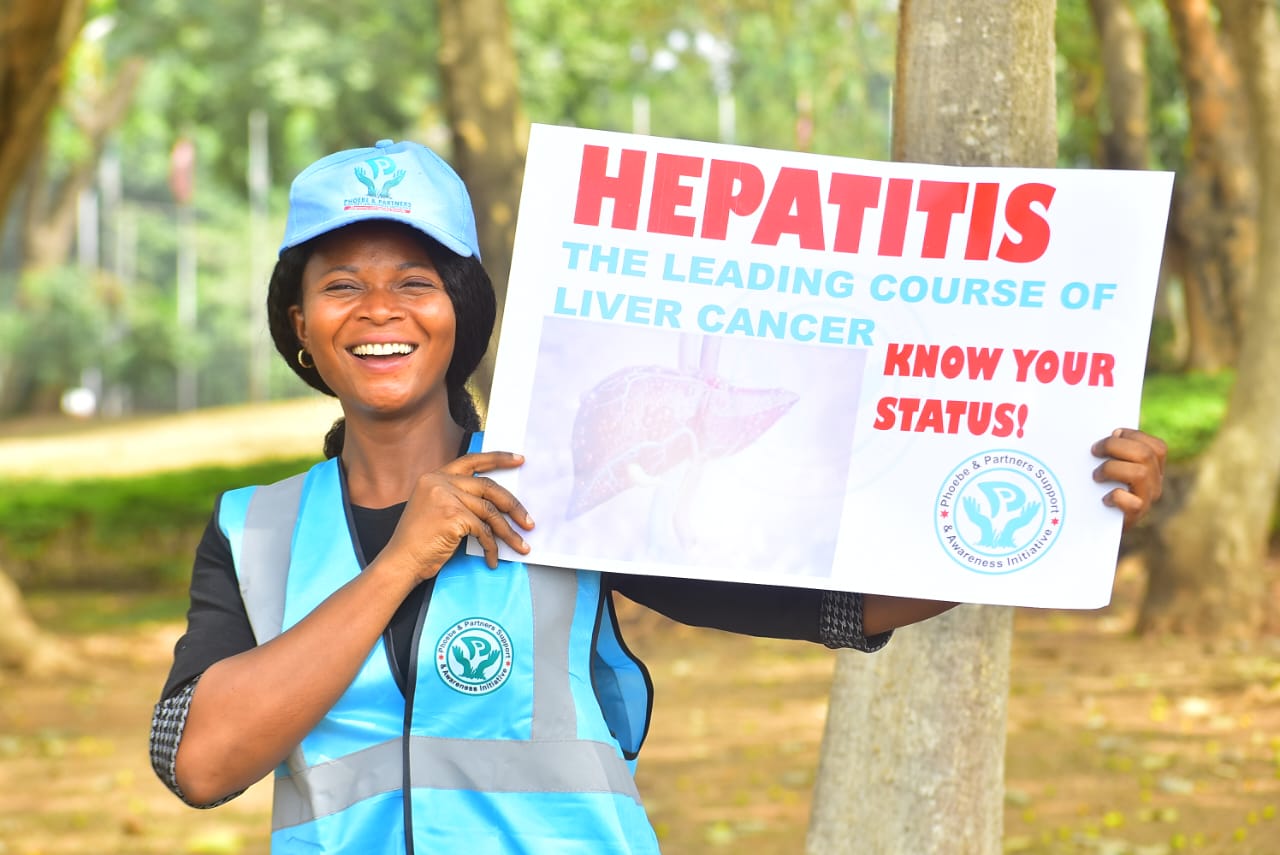 PHOEBE & PARTNERS
HEPATITIS
THE LEADING COURSE OF
LIVER CANCER
KNOW YOUR
STATUS!
Phoebe & Partners Support
& Awareness Initiative
P
Phoebe & Partners Support
& Awareness Initiative
P